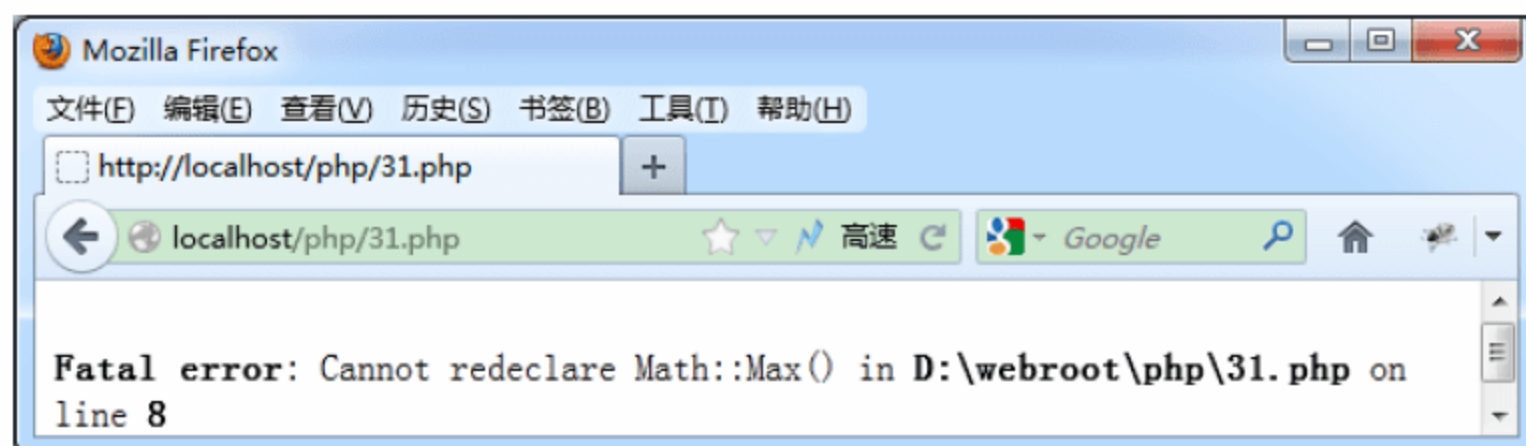 Mozilla Firefox
文件(F) 编辑(E) 查看(V) 历史(S) 书签(B) 工具(T) 帮助(H)
http://localhost/php/31.php
localhost/php/31.php 高速 Google
Fatal error: Cannot redeclare Math::Max() in D:\webroot\php\31.php on
line 8